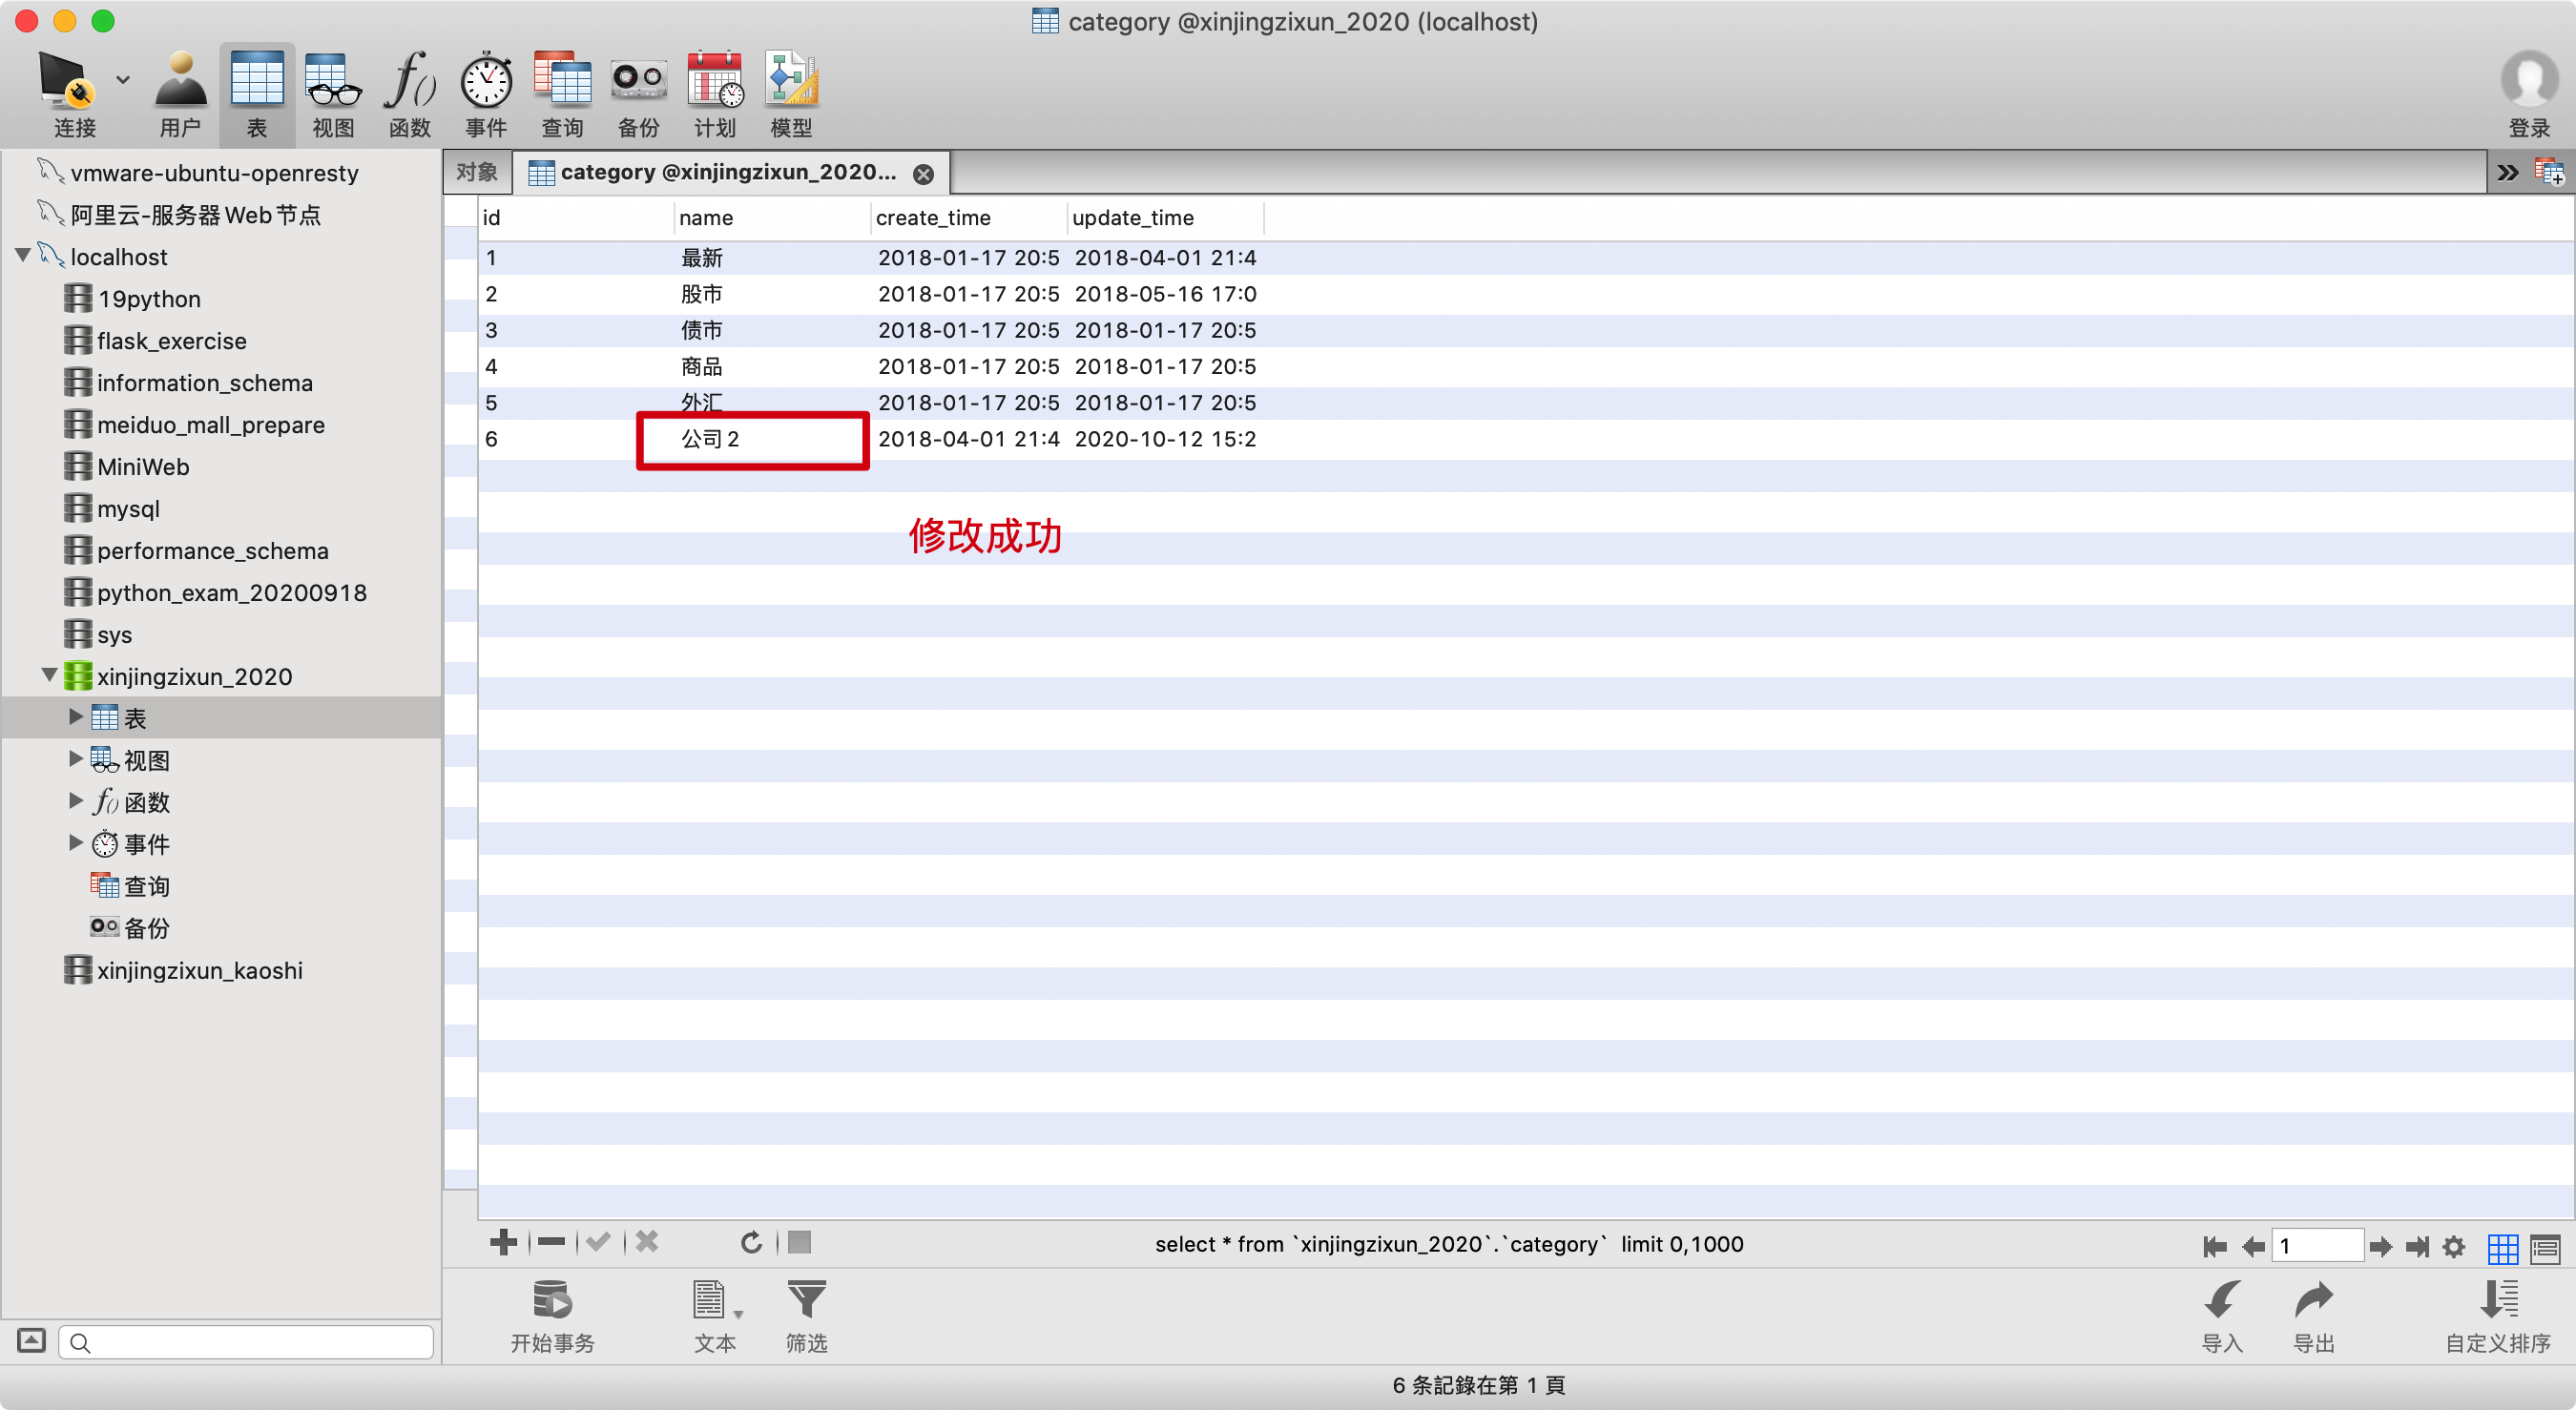 category @xinjingzixun_2020 (localhost)
连接 用户 表 视图 函数 事件 查询 备份 计划 模型 登录
vmware-ubuntu-openresty
阿里云-服务器Web节点
localhost
19python
flask_exercise
information_schema
meiduo_mall_prepare
MiniWeb
mysql
performance_schema
python_exam_20200918
sys
xinjingzixun_2020
表
视图
函数
事件
查询
备份
xinjingzixun_kaoshi
对象 category @xinjingzixun_2020...
id name create_time update_time
1 最新 2018-01-17 20:5 2018-04-01 21:4
2 股市 2018-01-17 20:5 2018-05-16 17:0
3 债市 2018-01-17 20:5 2018-01-17 20:5
4 商品 2018-01-17 20:5 2018-01-17 20:5
5 外汇 2018-01-17 20:5 2018-01-17 20:5
6 公司2 2018-04-01 21:4 2020-10-12 15:2
修改成功
select * from `xinjingzixun_2020`.`category` limit 0,1000
1
开始事务 文本 筛选 导入 导出 自定义排序
6 条記錄在第 1 頁